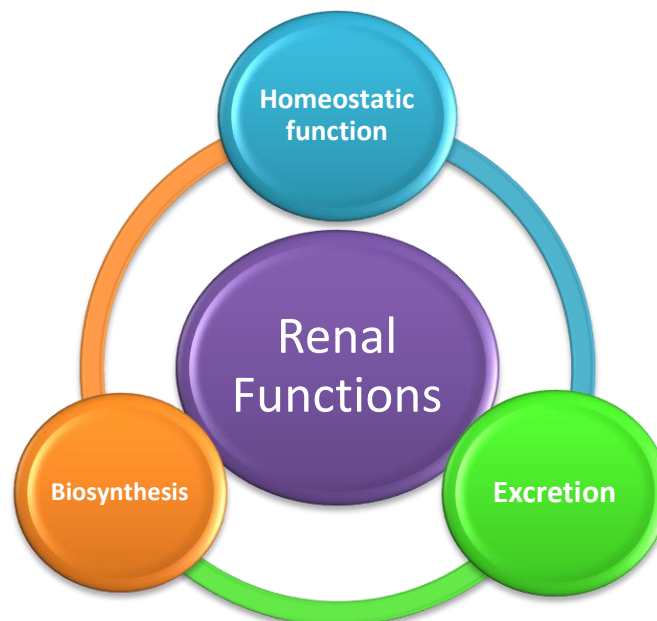 Homeostatic
function
Renal
Functions
Biosynthesis
Excretion